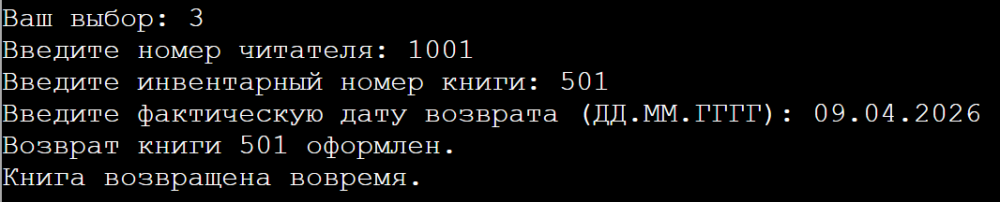 Ваш выбор: 3
Введите номер читателя: 1001
Введите инвентарный номер книги: 501
Введите фактическую дату возврата (ДД.ММ.ГГГГ): 09.04.2026
Возврат книги 501 оформлен.
Книга возвращена вовремя.